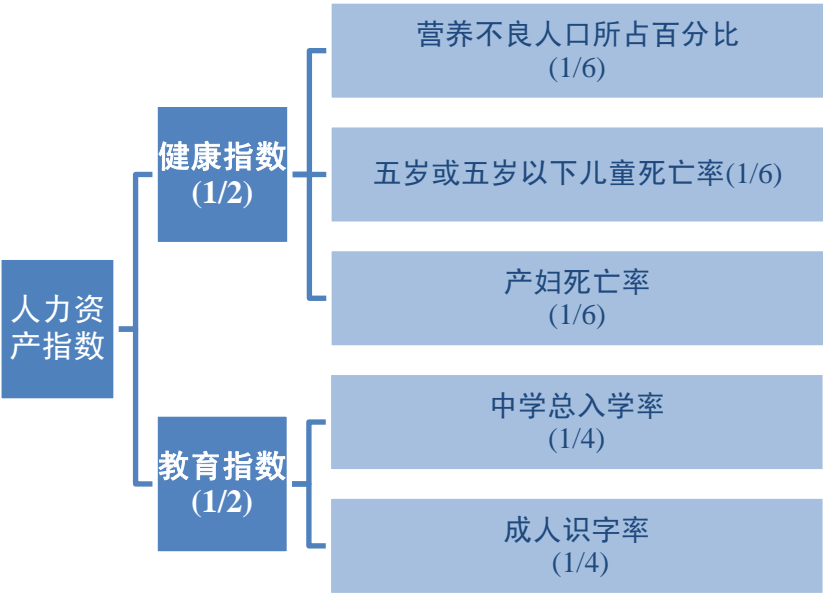 人力资
产指数
健康指数
(1/2)
营养不良人口所占百分比
(1/6)
五岁或五岁以下儿童死亡率(1/6)
产妇死亡率
(1/6)
教育指数
(1/2)
中学总入学率
(1/4)
成人识字率
(1/4)